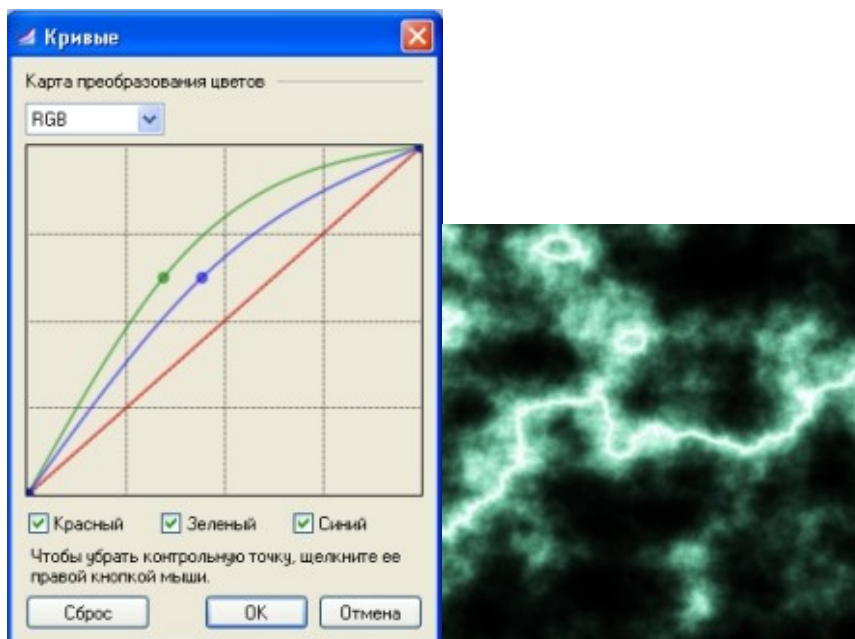 Кривые
Карта преобразования цветов
RGB
Красный Зеленый Синий
Чтобы убрать контрольную точку, щелкните ее
правой кнопкой мыши.
Сброс OK Отмена